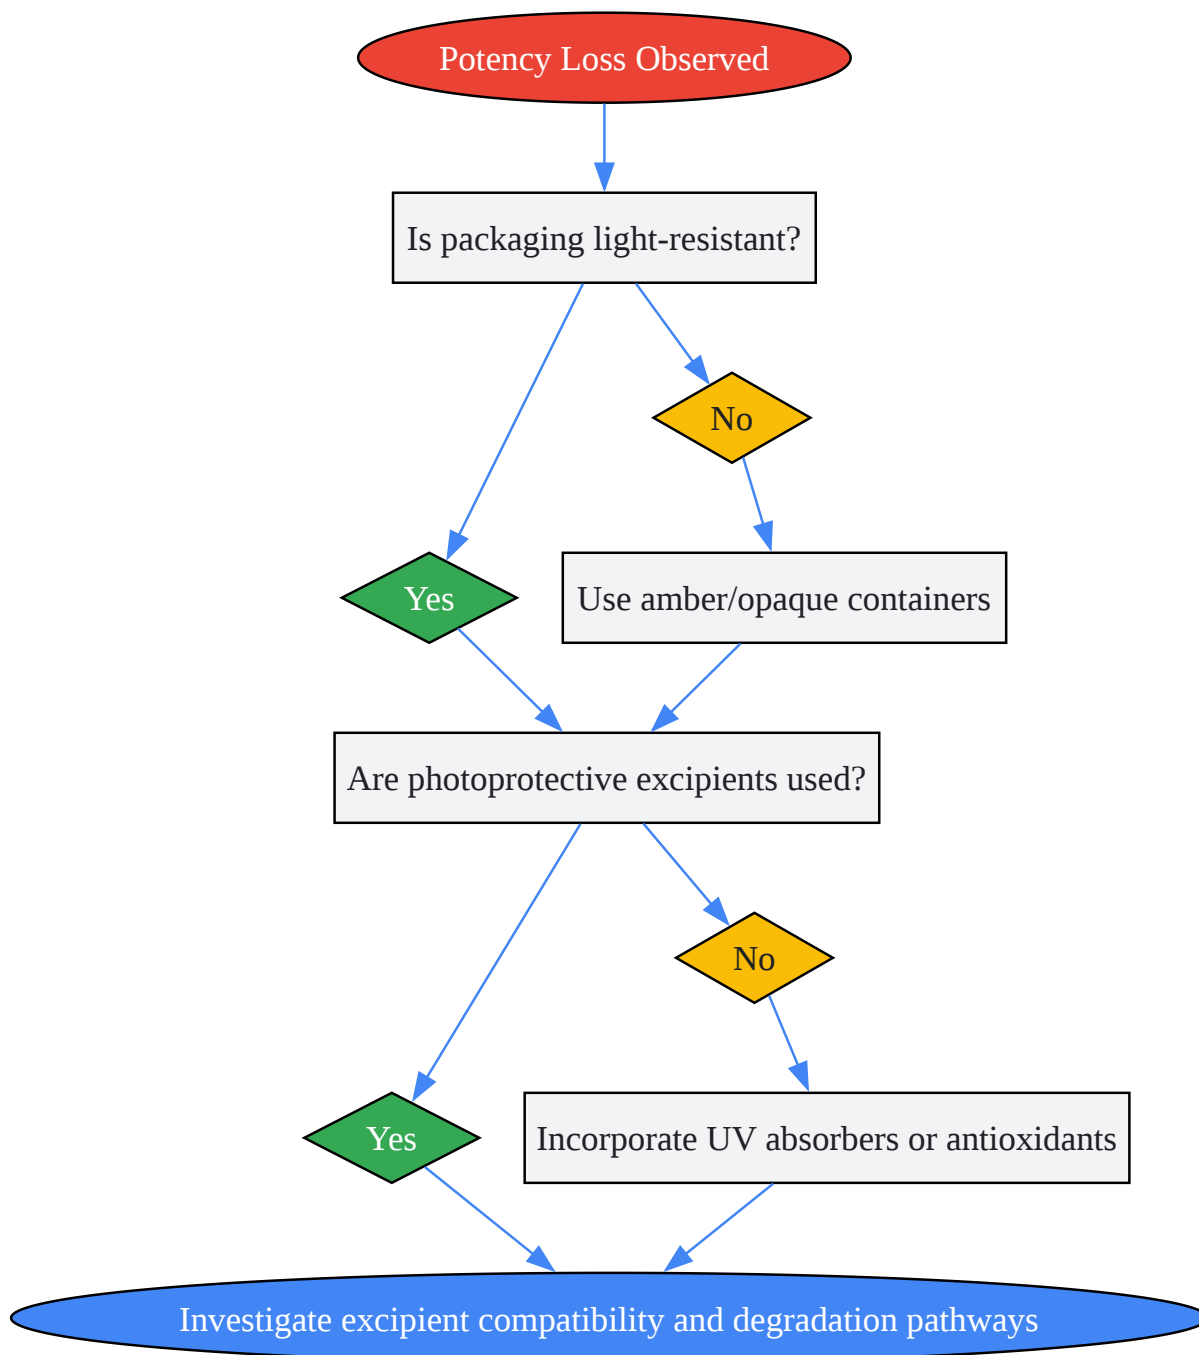 Potency Loss Observed
Is packaging light-resistant?
No
Yes
Use amber/opaque containers
Are photoprotective excipients used?
No
Yes
Incorporate UV absorbers or antioxidants
Investigate excipient compatibility and degradation pathways